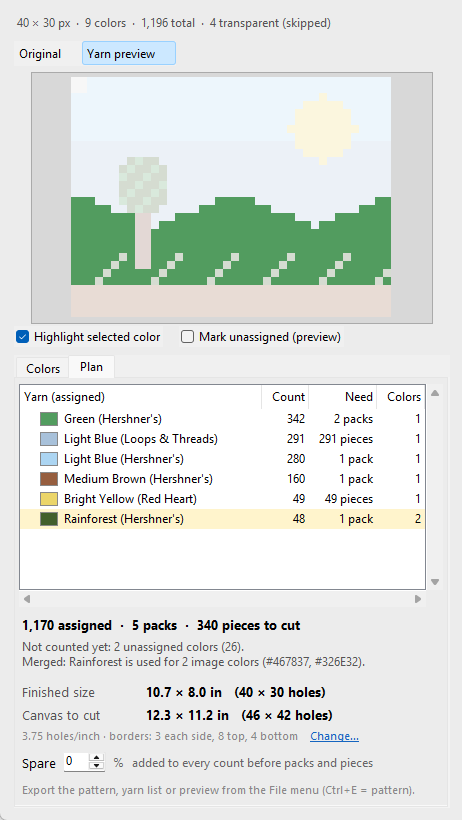 40 × 30 px · 9 colors · 1,196 total · 4 transparent (skipped)
Original Yarn preview
Highlight selected color Mark unassigned (preview)
Colors Plan
Yarn (assigned) Count Need Colors
Green (Hershner's) 342 2 packs 1
Light Blue (Loops & Threads) 291 291 pieces 1
Light Blue (Hershner's) 280 1 pack 1
Medium Brown (Hershner's) 160 1 pack 1
Bright Yellow (Red Heart) 49 49 pieces 1
Rainforest (Hershner's) 48 1 pack 2
1,170 assigned · 5 packs · 340 pieces to cut
Not counted yet: 2 unassigned colors (26).
Merged: Rainforest is used for 2 image colors (#467837, #326E32).
Finished size 10.7 × 8.0 in (40 × 30 holes)
Canvas to cut 12.3 × 11.2 in (46 × 42 holes)
3.75 holes/inch · borders: 3 each side, 8 top, 4 bottom Change...
Spare 0 % added to every count before packs and pieces
Export the pattern, yarn list or preview from the File menu (Ctrl+E = pattern).